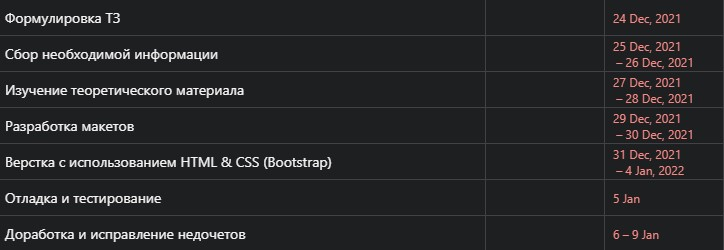 Формулировка ТЗ
24 Dec, 2021
Сбор необходимой информации
25 Dec, 2021
– 26 Dec, 2021
Изучение теоретического материала
27 Dec, 2021
– 28 Dec, 2021
Разработка макетов
29 Dec, 2021
– 30 Dec, 2021
Верстка с использованием HTML & CSS (Bootstrap)
31 Dec, 2021
– 4 Jan, 2022
Отладка и тестирование
5 Jan
Доработка и исправление недочетов
6 – 9 Jan